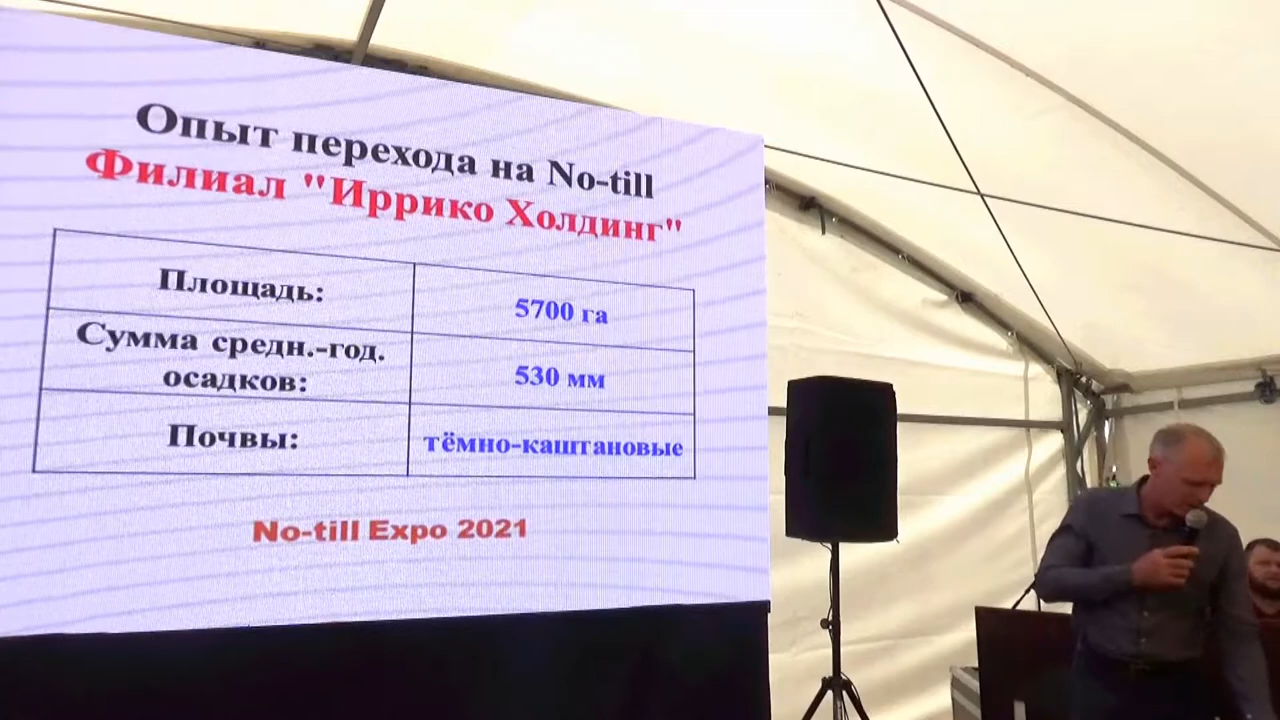 Опыт перехода на No-till
Филиал "Иррико Холдинг"
Площадь:
5700 га
Сумма средн.-год.
осадков:
530 мм
Почвы:
тёмно-каштановые
No-till Expo 2021